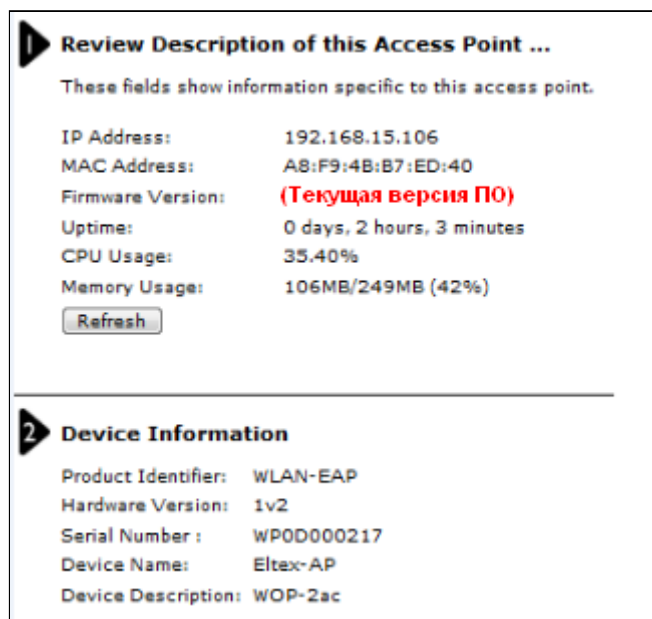 1 Review Description of this Access Point ...
These fields show information specific to this access point.
IP Address: 192.168.15.106
MAC Address: A8:F9:4B:B7:ED:40
Firmware Version: (Текущая версия ПО)
Uptime: 0 days, 2 hours, 3 minutes
CPU Usage: 35.40%
Memory Usage: 106MB/249MB (42%)
Refresh
2 Device Information
Product Identifier: WLAN-EAP
Hardware Version: 1v2
Serial Number : WP0D000217
Device Name: Eltex-AP
Device Description: WOP-2ac